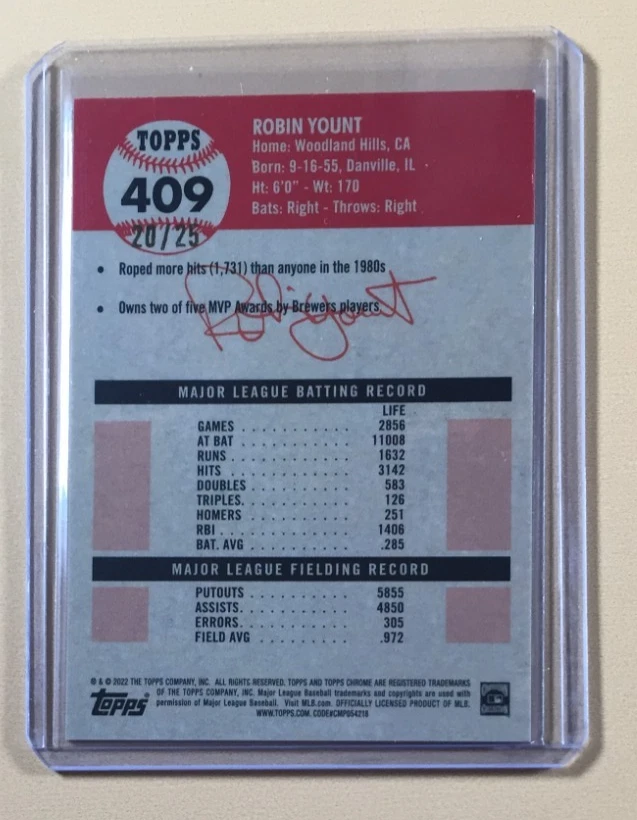 TOPPS
409
20/25
ROBIN YOUNT
Home: Woodland Hills, CA
Born: 9-16-55, Danville, IL
Ht: 6'0" - Wt: 170
Bats: Right - Throws: Right
• Roped more hits (1,731) than anyone in the 1980s
• Owns two of five MVP Awards by Brewers players.
Robin Yount
MAJOR LEAGUE BATTING RECORD
LIFE
GAMES . . . . . . . . . . . 2856
AT BAT . . . . . . . . . . . 11008
RUNS . . . . . . . . . . . 1632
HITS . . . . . . . . . . . 3142
DOUBLES . . . . . . . . . . 583
TRIPLES. . . . . . . . . . . 126
HOMERS . . . . . . . . . . 251
RBI . . . . . . . . . . . . 1406
BAT. AVG . . . . . . . . . . .285
MAJOR LEAGUE FIELDING RECORD
PUTOUTS . . . . . . . . . . 5855
ASSISTS. . . . . . . . . . . 4850
ERRORS. . . . . . . . . . . 305
FIELD AVG . . . . . . . . . .972
® & © 2022 THE TOPPS COMPANY, INC. ALL RIGHTS RESERVED. TOPPS AND TOPPS CHROME ARE REGISTERED TRADEMARKS
OF THE TOPPS COMPANY, INC. Major League Baseball trademarks and copyrights are used with
permission of Major League Baseball. Visit MLB.com. OFFICIALLY LICENSED PRODUCT OF MLB.
WWW.TOPPS.COM. CODE#CMP054218
Topps®